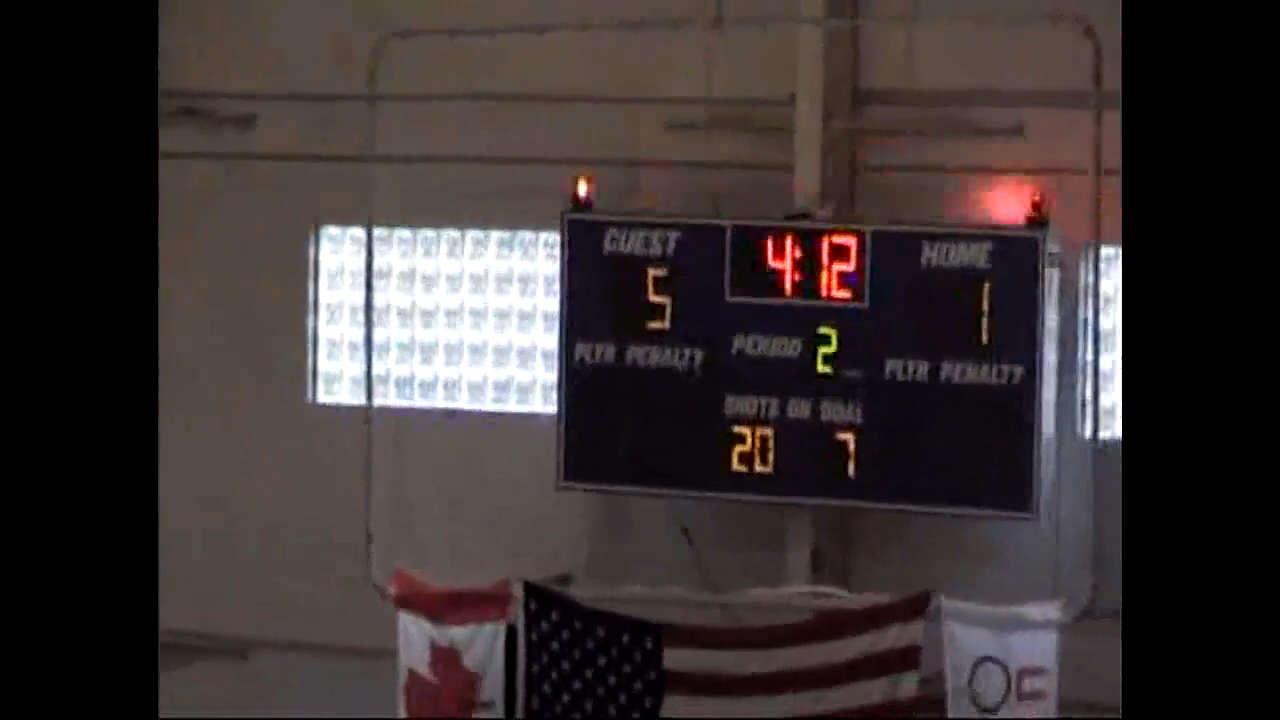 GUEST 4:12 HOME
5 1
PERIOD 2
PLYR PENALTY PLYR PENALTY
SHOTS ON GOAL
20 7